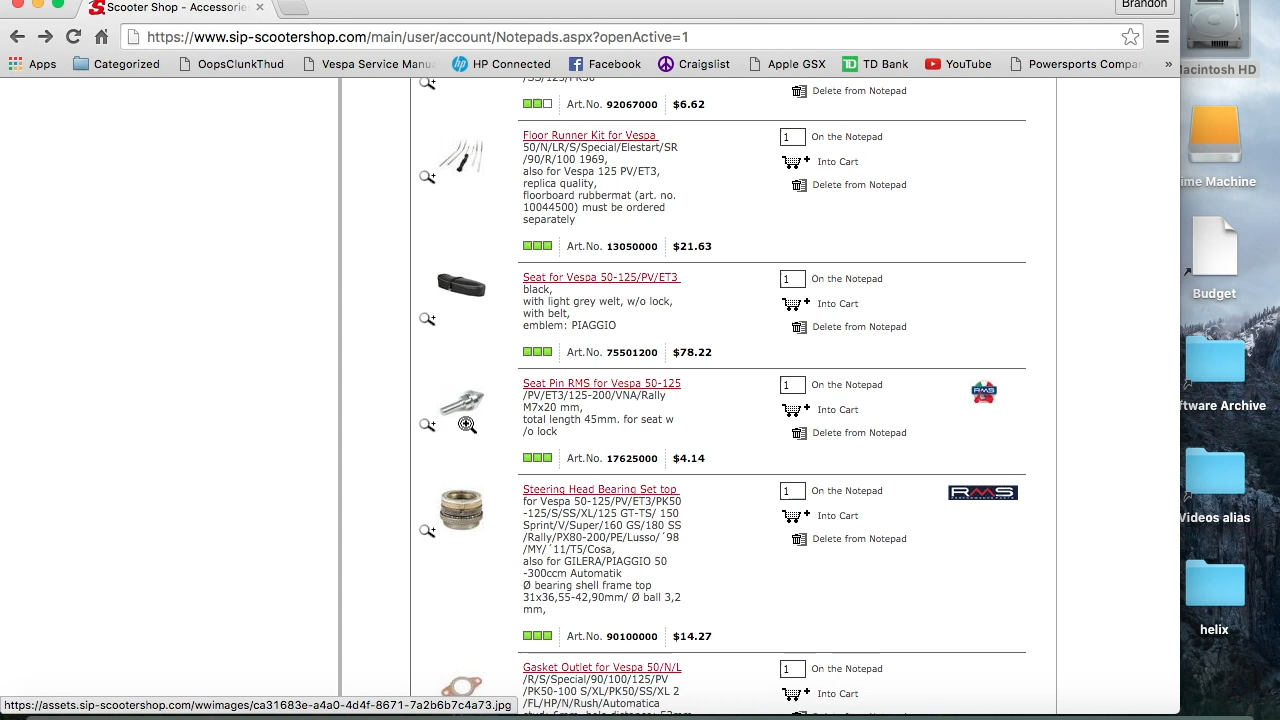 Scooter Shop - Accessorie
Brandon
https://www.sip-scootershop.com/main/user/account/Notepads.aspx?openActive=1
Apps Categorized OopsClunkThud Vespa Service Manu HP Connected Facebook Craigslist Apple GSX TD Bank YouTube Powersports Compan »
Macintosh HD
Delete from Notepad
Art.No. 92067000 $6.62
Floor Runner Kit for Vespa
50/N/LR/S/Special/Elestart/SR
/90/R/100 1969,
also for Vespa 125 PV/ET3,
replica quality,
floorboard rubbermat (art. no.
10044500) must be ordered
separately
1 On the Notepad
Into Cart
Delete from Notepad
Art.No. 13050000 $21.63
Seat for Vespa 50-125/PV/ET3
black,
with light grey welt, w/o lock,
with belt,
emblem: PIAGGIO
1 On the Notepad
Into Cart
Delete from Notepad
Art.No. 75501200 $78.22
Seat Pin RMS for Vespa 50-125
/PV/ET3/125-200/VNA/Rally
M7x20 mm,
total length 45mm. for seat w
/o lock
1 On the Notepad
Into Cart
Delete from Notepad
RMS
Art.No. 17625000 $4.14
Steering Head Bearing Set top
for Vespa 50-125/PV/ET3/PK50
-125/S/SS/XL/125 GT-TS/ 150
Sprint/V/Super/160 GS/180 SS
/Rally/PX80-200/PE/Lusso/´98
/MY/´11/T5/Cosa,
also for GILERA/PIAGGIO 50
-300ccm Automatik
Ø bearing shell frame top
31x36,55-42,90mm/ Ø ball 3,2
mm,
1 On the Notepad
Into Cart
Delete from Notepad
RMS
Art.No. 90100000 $14.27
Gasket Outlet for Vespa 50/N/L
/R/S/Special/90/100/125/PV
/PK50-100 S/XL/PK50/SS/XL 2
/FL/HP/N/Rush/Automatica
1 On the Notepad
Into Cart
https://assets.sip-scootershop.com/wwimages/ca31683e-a4a0-4d4f-8671-7a2b6b7c4a73.jpg
ime Machine
Budget
ftware Archive
Videos alias
helix